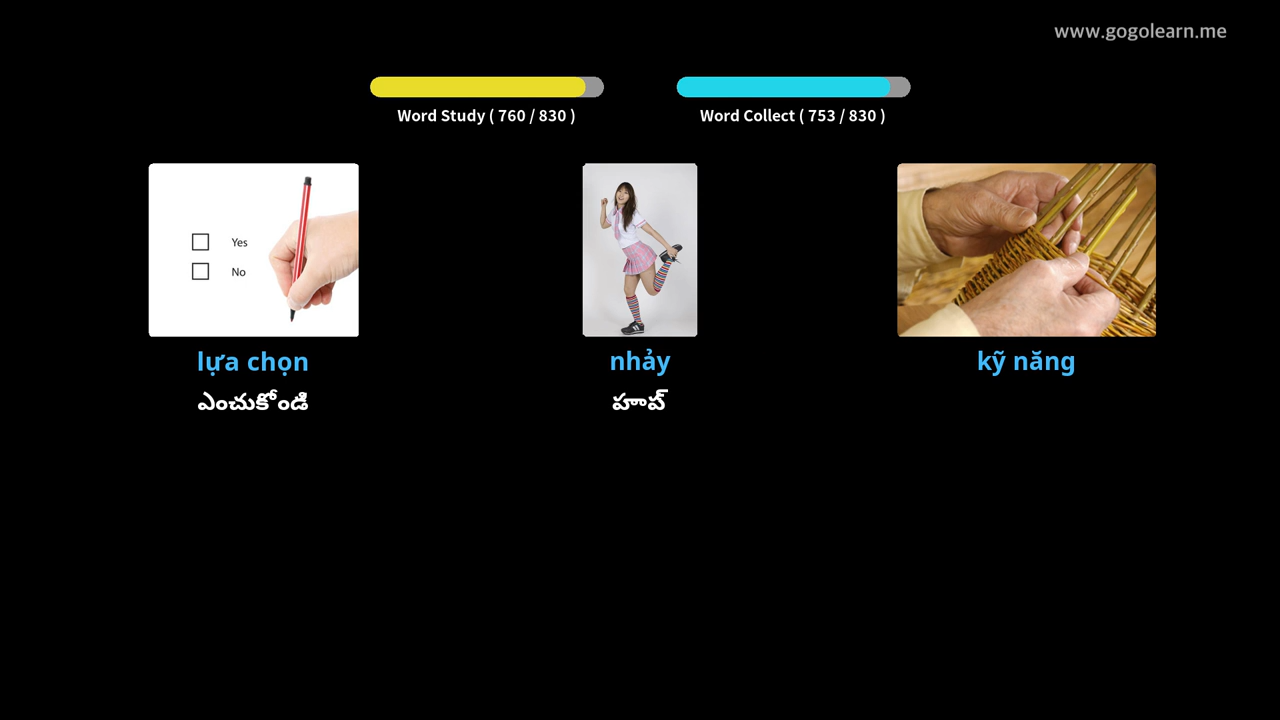 www.gogolearn.me
Word Study ( 760 / 830 )
Word Collect ( 753 / 830 )
Yes
No
lựa chọn
nhảy
kỹ năng
ఎంచుకోండి
హాప్